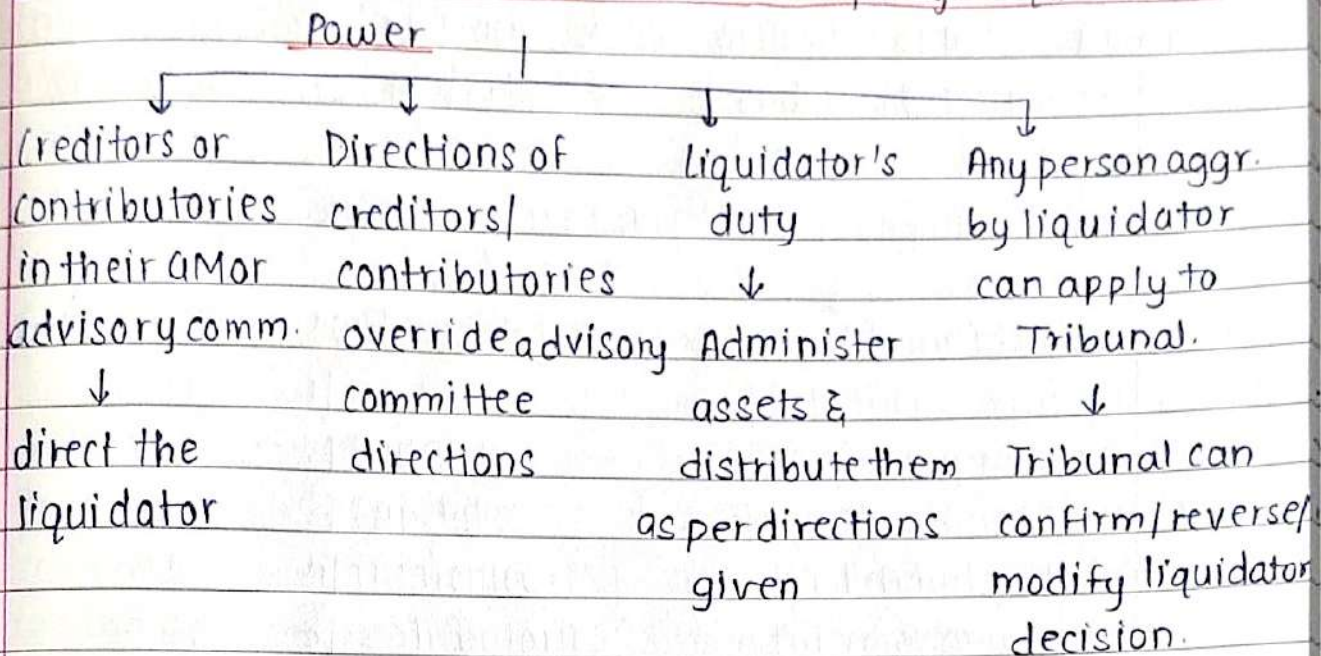 Power
Creditors or
contributories
in their GM or
advisory comm.
↓
direct the
liquidator
Directions of
creditors/
contributories
override advisory
committee
directions
Liquidator's
duty
↓
Administer
assets &
distribute them
as per directions
given
Any person aggr.
by liquidator
can apply to
Tribunal.
↓
Tribunal can
confirm/reverse/
modify liquidator
decision.